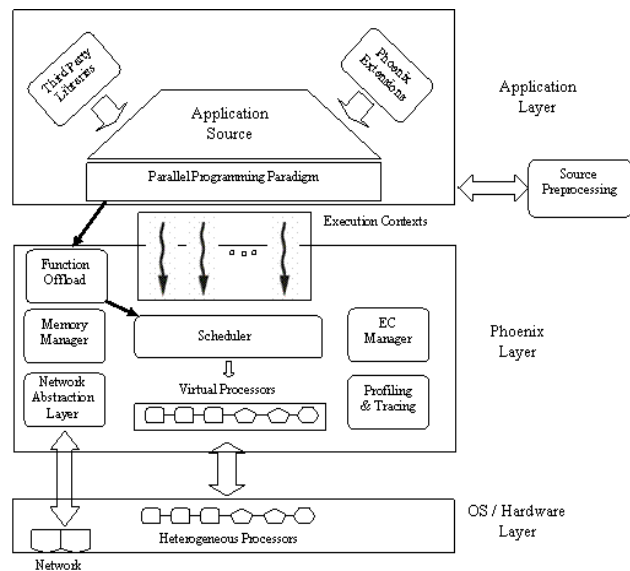 Third Party
Libraries
Phoenix
Extensions
Application
Source
Application
Layer
Parallel Programming Paradigm
Source
Preprocessing
Execution Contexts
Function
Offload
Memory
Manager
Scheduler
EC
Manager
Phoenix
Layer
Network
Abstraction
Layer
Virtual Processors
Profiling
& Tracing
OS / Hardware
Layer
Heterogeneous Processors
Network